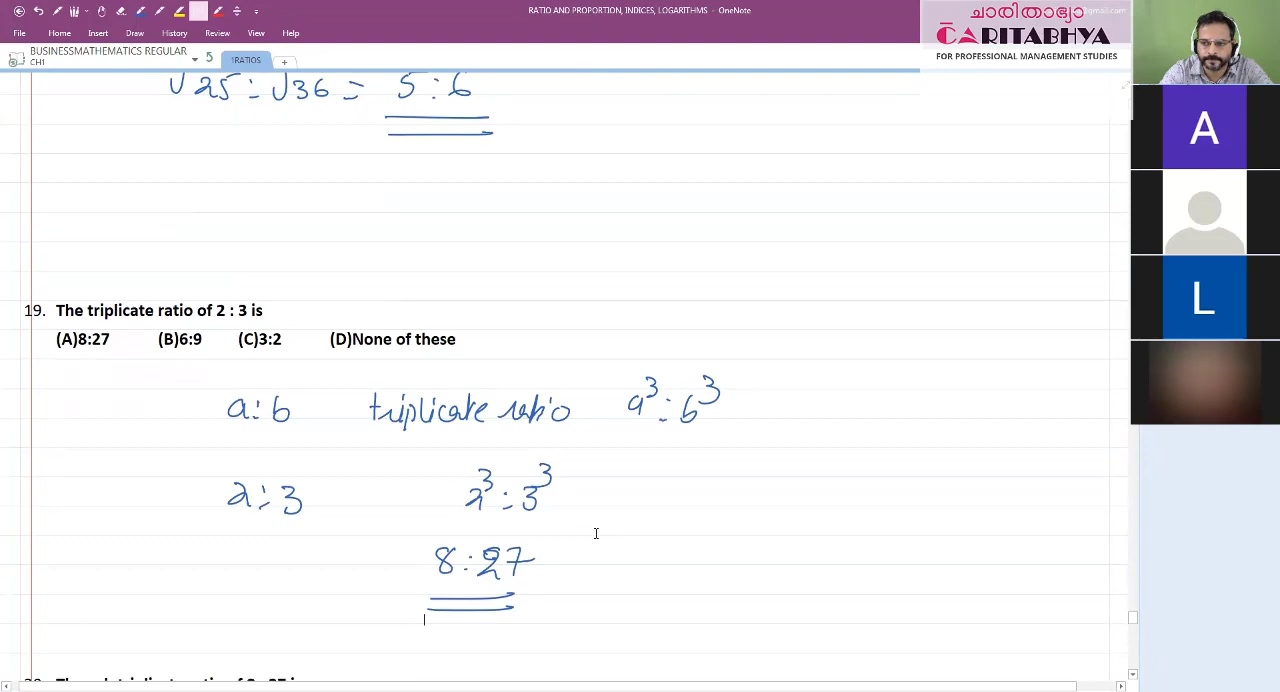 RATIO AND PROPORTION, INDICES, LOGARITHMS - OneNote
File Home Insert Draw History Review View Help
BUSINESSMATHEMATICS REGULAR
CH1
5
1RATIOS
ചാരിതാഭ്യാ
CARITABHYA
FOR PROFESSIONAL MANAGEMENT STUDIES
@gmail.com
A
L
√25 : √36 = 5 : 6
19. The triplicate ratio of 2 : 3 is
(A)8:27 (B)6:9 (C)3:2 (D)None of these
a : b triplicate ratio a³ : b³
2 : 3 2³ : 3³
8 : 27